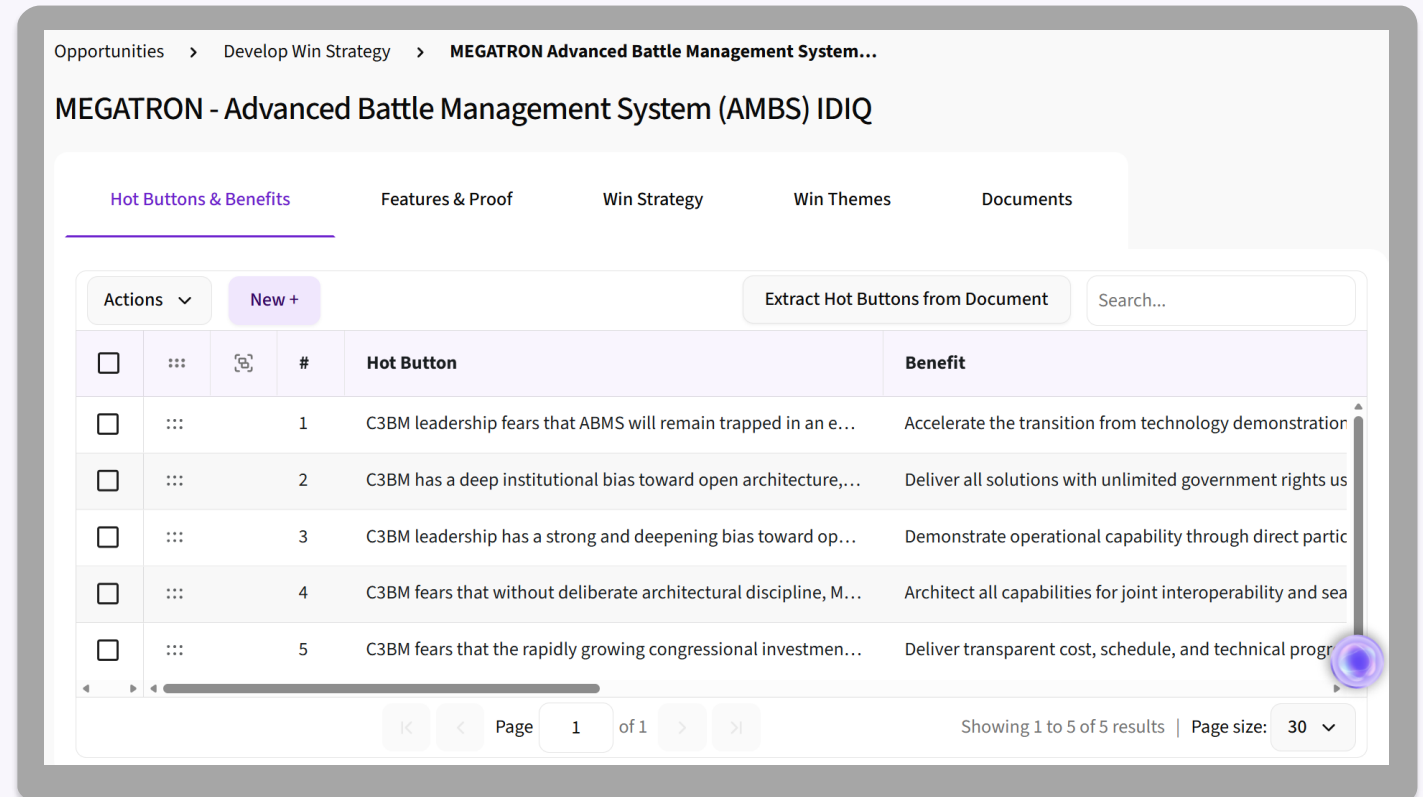 Opportunities > Develop Win Strategy > MEGATRON Advanced Battle Management System...
MEGATRON - Advanced Battle Management System (AMBS) IDIQ
Hot Buttons & Benefits Features & Proof Win Strategy Win Themes Documents
Actions New + Extract Hot Buttons from Document Search...
# Hot Button Benefit
1 C3BM leadership fears that ABMS will remain trapped in an e... Accelerate the transition from technology demonstration
2 C3BM has a deep institutional bias toward open architecture,... Deliver all solutions with unlimited government rights us
3 C3BM leadership has a strong and deepening bias toward op... Demonstrate operational capability through direct partic
4 C3BM fears that without deliberate architectural discipline, M... Architect all capabilities for joint interoperability and sea
5 C3BM fears that the rapidly growing congressional investmen... Deliver transparent cost, schedule, and technical progr
Page 1 of 1 Showing 1 to 5 of 5 results | Page size: 30